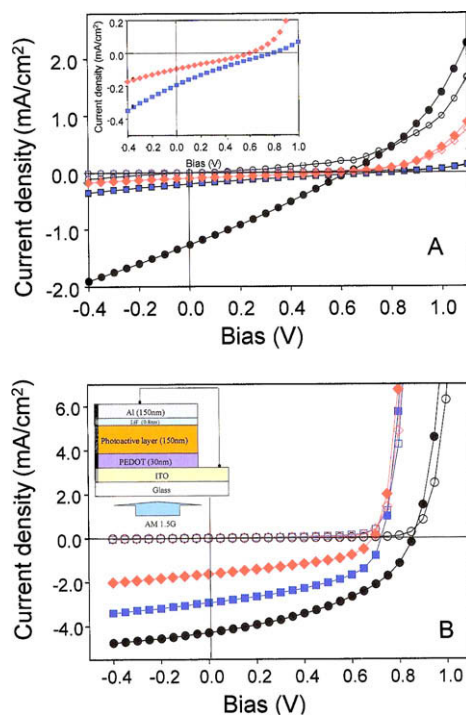 0.2
0.0
-0.2
-0.4
Current density (mA/cm²)
-0.4 -0.2 0.0 0.2 0.4 0.6 0.8 1.0
Bias (V)
2.0
1.0
0.0
-1.0
-2.0
Current density (mA/cm²)
A
-0.4 -0.2 0.0 0.2 0.4 0.6 0.8 1.0
Bias (V)
6.0
4.0
2.0
0.0
-2.0
-4.0
Current density (mA/cm²)
Al (150nm)
Photoactive layer (150nm)
PEDOT (30nm)
ITO
Glass
AM 1.5G
B
-0.4 -0.2 0.0 0.2 0.4 0.6 0.8 1.0
Bias (V)